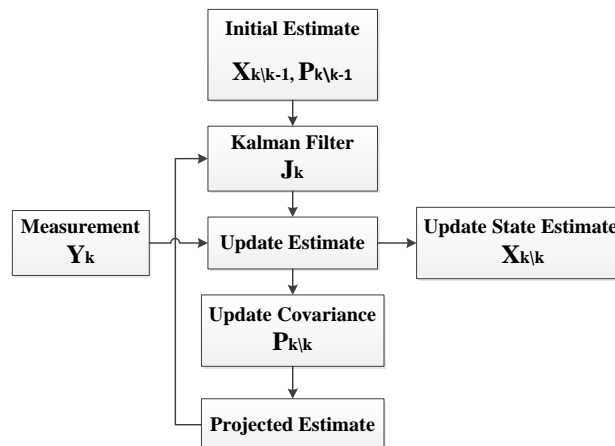 Initial Estimate
Xk\k-1, Pk\k-1
Kalman Filter
Jk
Measurement
Yk
Update Estimate
Update State Estimate
Xk\k
Update Covariance
Pk\k
Projected Estimate